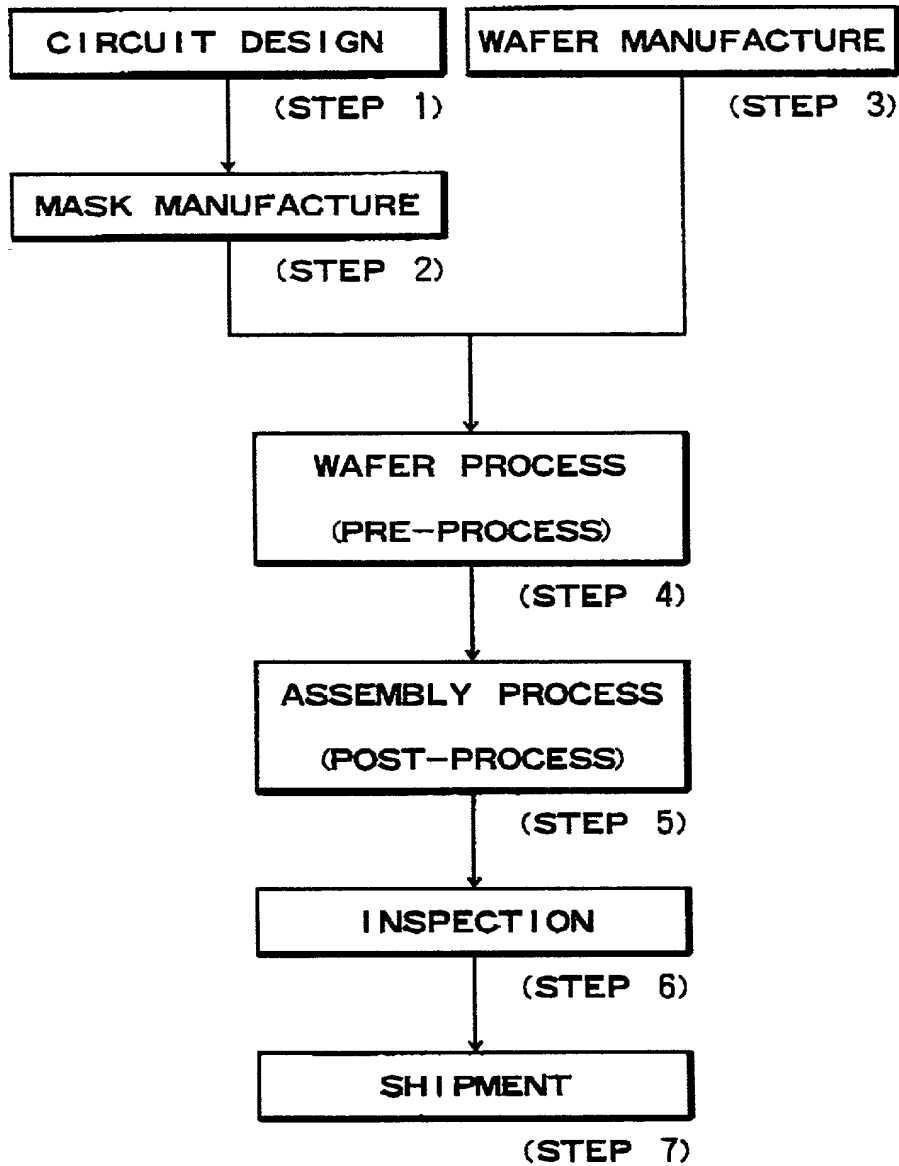 CIRCUIT DESIGN
(STEP 1)
WAFER MANUFACTURE
(STEP 3)
MASK MANUFACTURE
(STEP 2)
WAFER PROCESS
(PRE-PROCESS)
(STEP 4)
ASSEMBLY PROCESS
(POST-PROCESS)
(STEP 5)
INSPECTION
(STEP 6)
SHIPMENT
(STEP 7)